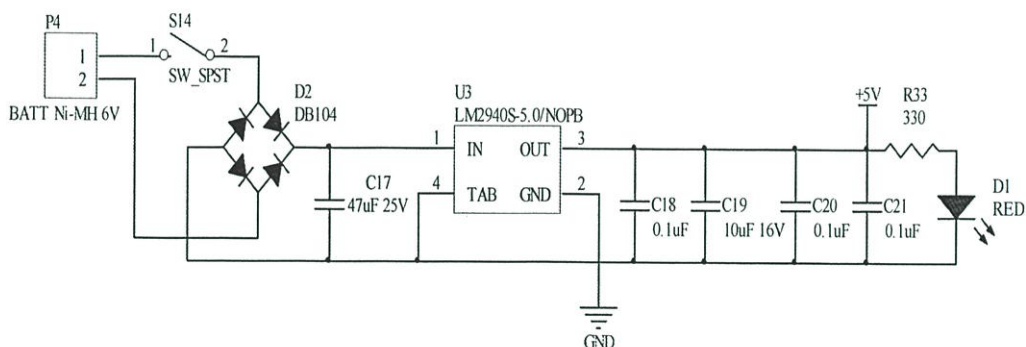 P4
1
2
BATT Ni-MH 6V
S14
1
2
SW_SPST
D2
DB104
C17
47uF 25V
U3
LM2940S-5.0/NOPB
1
IN
OUT
3
4
TAB
GND
2
C18
0.1uF
C19
10uF 16V
C20
0.1uF
C21
0.1uF
+5V
R33
330
D1
RED
GND